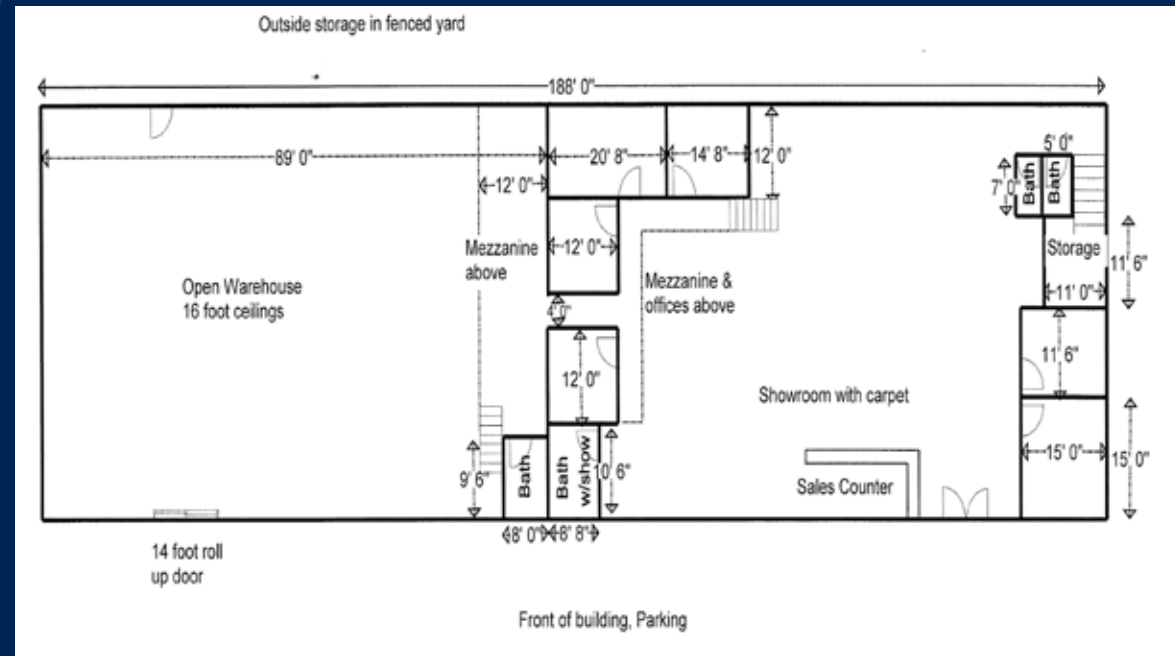 Outside storage in fenced yard
188' 0"
89' 0"
20' 8"
14' 8"
12' 0"
5' 0"
7' 0"
Bath
Bath
12' 0"
Mezzanine
above
12' 0"
Mezzanine &
offices above
Storage
11' 6"
11' 0"
Open Warehouse
16 foot ceilings
4' 0"
11' 6"
12' 0"
Showroom with carpet
9' 6"
Bath
Bath
w/show
10' 6"
15' 0"
15' 0"
Sales Counter
8' 0"
8' 8"
14 foot roll
up door
Front of building, Parking